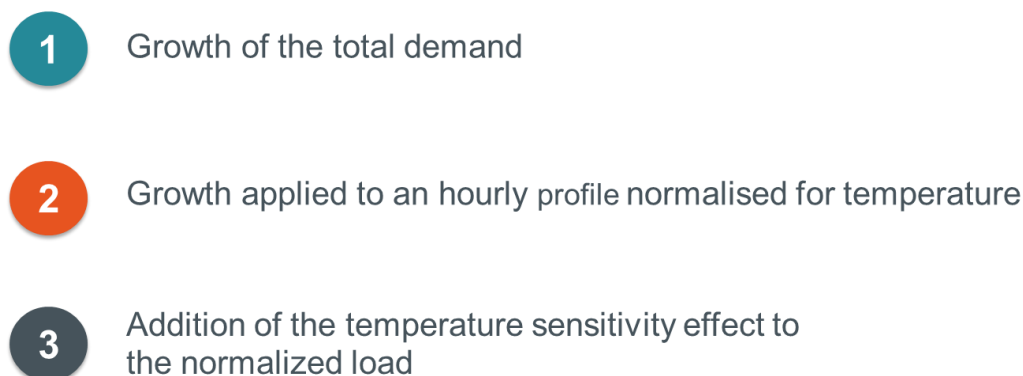 1 Growth of the total demand
2 Growth applied to an hourly profile normalised for temperature
3 Addition of the temperature sensitivity effect to
the normalized load